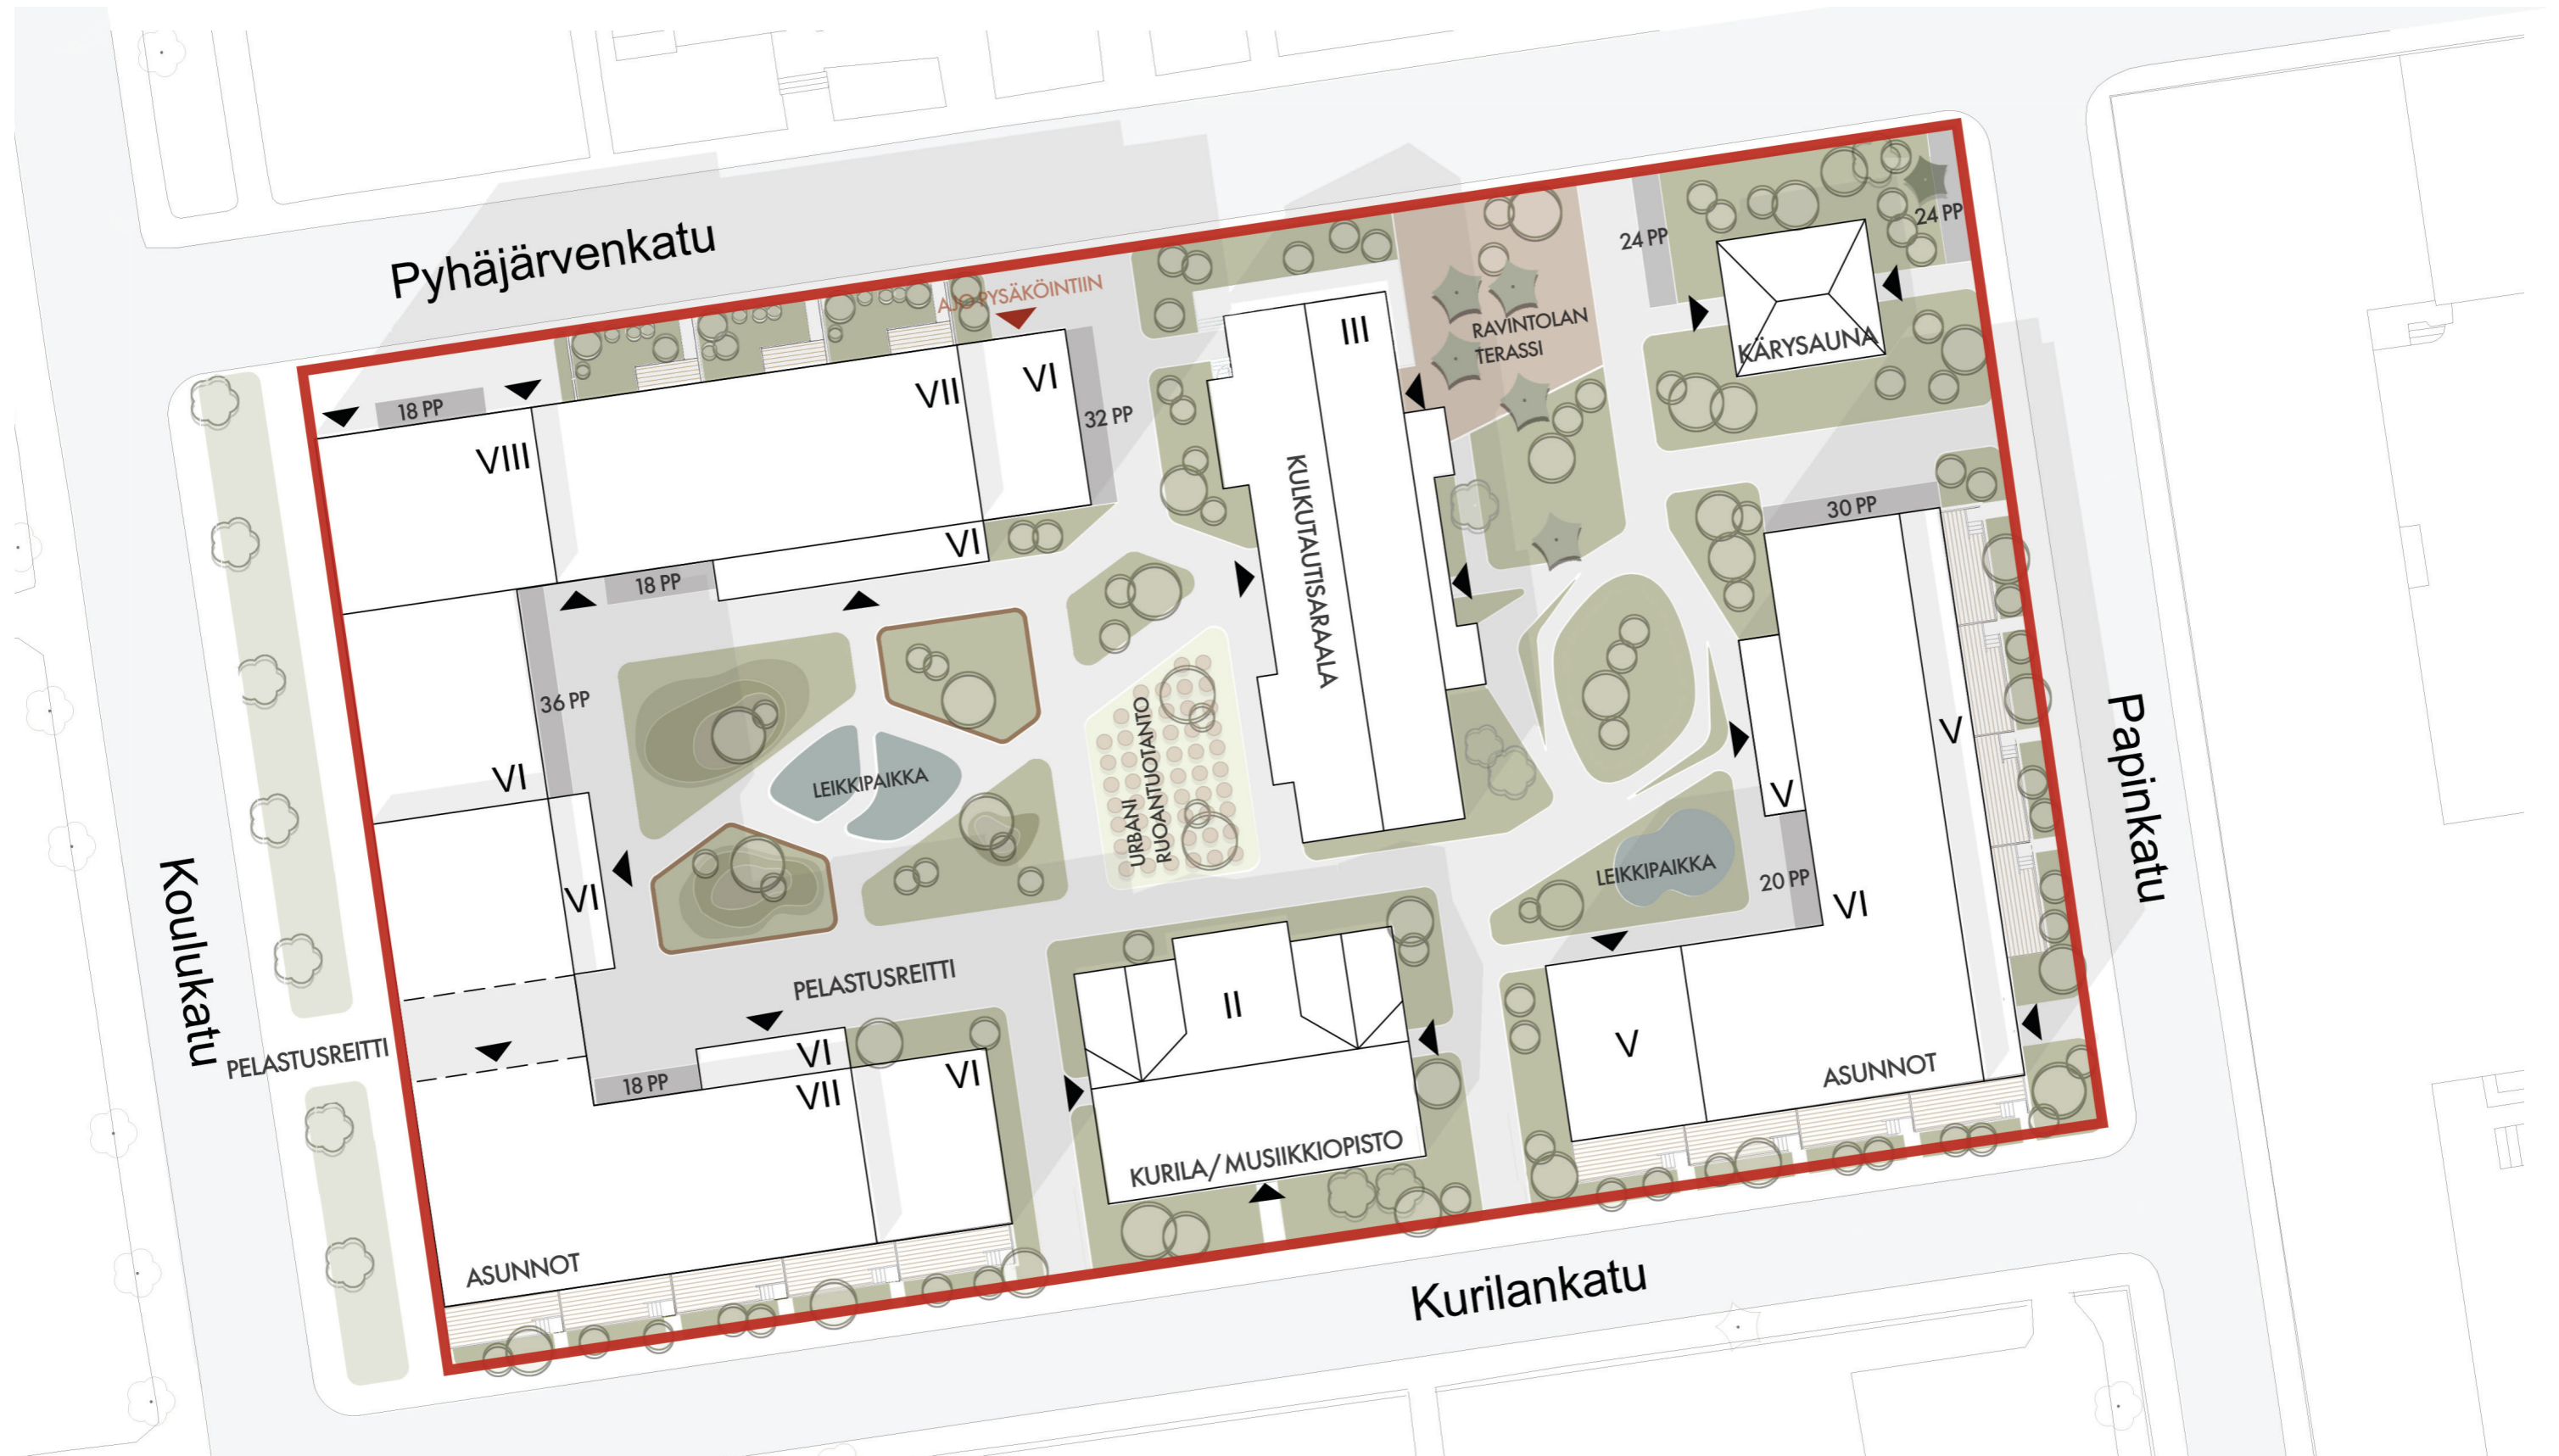 Pyhäjärvenkatu
AJO PYSÄKÖINTIIN
24 PP
24 PP
III
RAVINTOLAN
TERASSI
KÄRYSAUNA
18 PP
VIII
VII
VI
32 PP
VI
18 PP
36 PP
VI
KULKUTAUTISARAALA
30 PP
V
V
VI
LEIKKIPAIKKA
URBANI
RUOANTUOTANTO
LEIKKIPAIKKA
20 PP
VI
Papinkatu
Koulukatu
PELASTUSREITTI
PELASTUSREITTI
II
V
18 PP
VI
VII
VI
ASUNNOT
KURILA/MUSIIKKIOPISTO
ASUNNOT
Kurilankatu